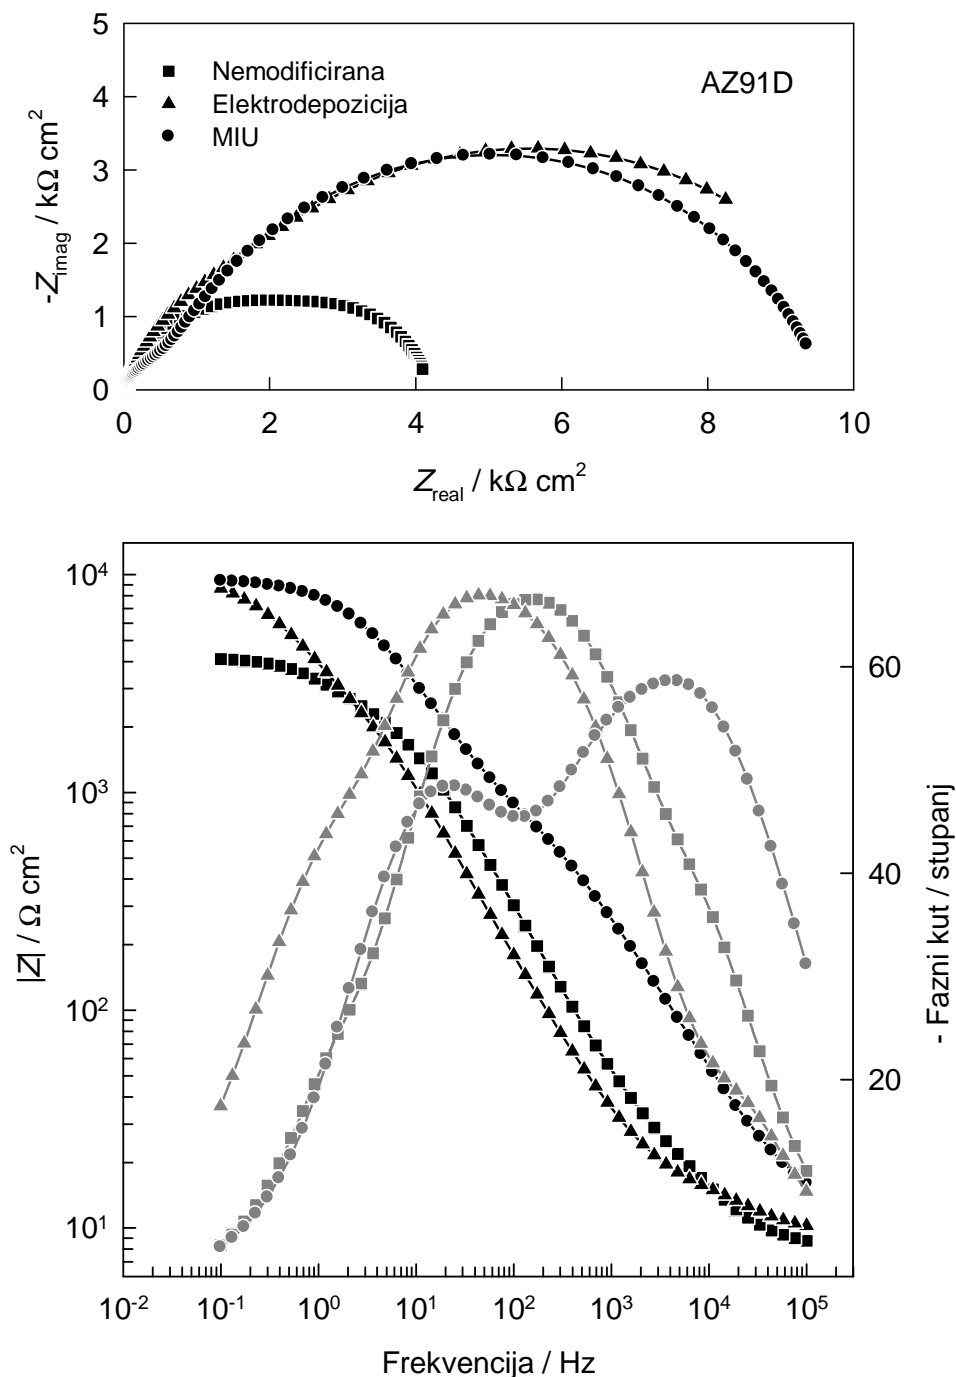 5
4
3
2
1
0
-Zimag / kΩ cm2
Nemodificirana
Elektrodepozicija
MIU
AZ91D
0 2 4 6 8 10
Zreal / kΩ cm2
104
103
102
101
|Z| / Ω cm2
60
40
20
- Fazni kut / stupanj
10-2 10-1 100 101 102 103 104 105
Frekvencija / Hz